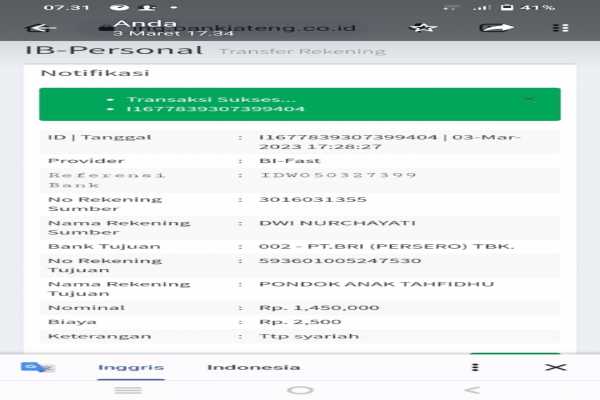 07.31
41%
Anda
3 Maret 17.34
bankjateng.co.id
IB-Personal Transfer Rekening
Notifikasi
Transaksi Sukses...
I1677839307399404
ID | Tanggal : I1677839307399404 | 03-Mar-
2023 17:28:27
Provider : BI-Fast
Referensi : IDW050327399
Bank
No Rekening : 3016031355
Sumber
Nama Rekening : DWI NURCHAYATI
Sumber
Bank Tujuan : 002 - PT.BRI (PERSERO) TBK.
No Rekening : 593601005247530
Tujuan
Nama Rekening : PONDOK ANAK TAHFIDHU
Tujuan
Nominal : Rp. 1,450,000
Biaya : Rp. 2,500
Keterangan : Ttp syariah
Inggris Indonesia